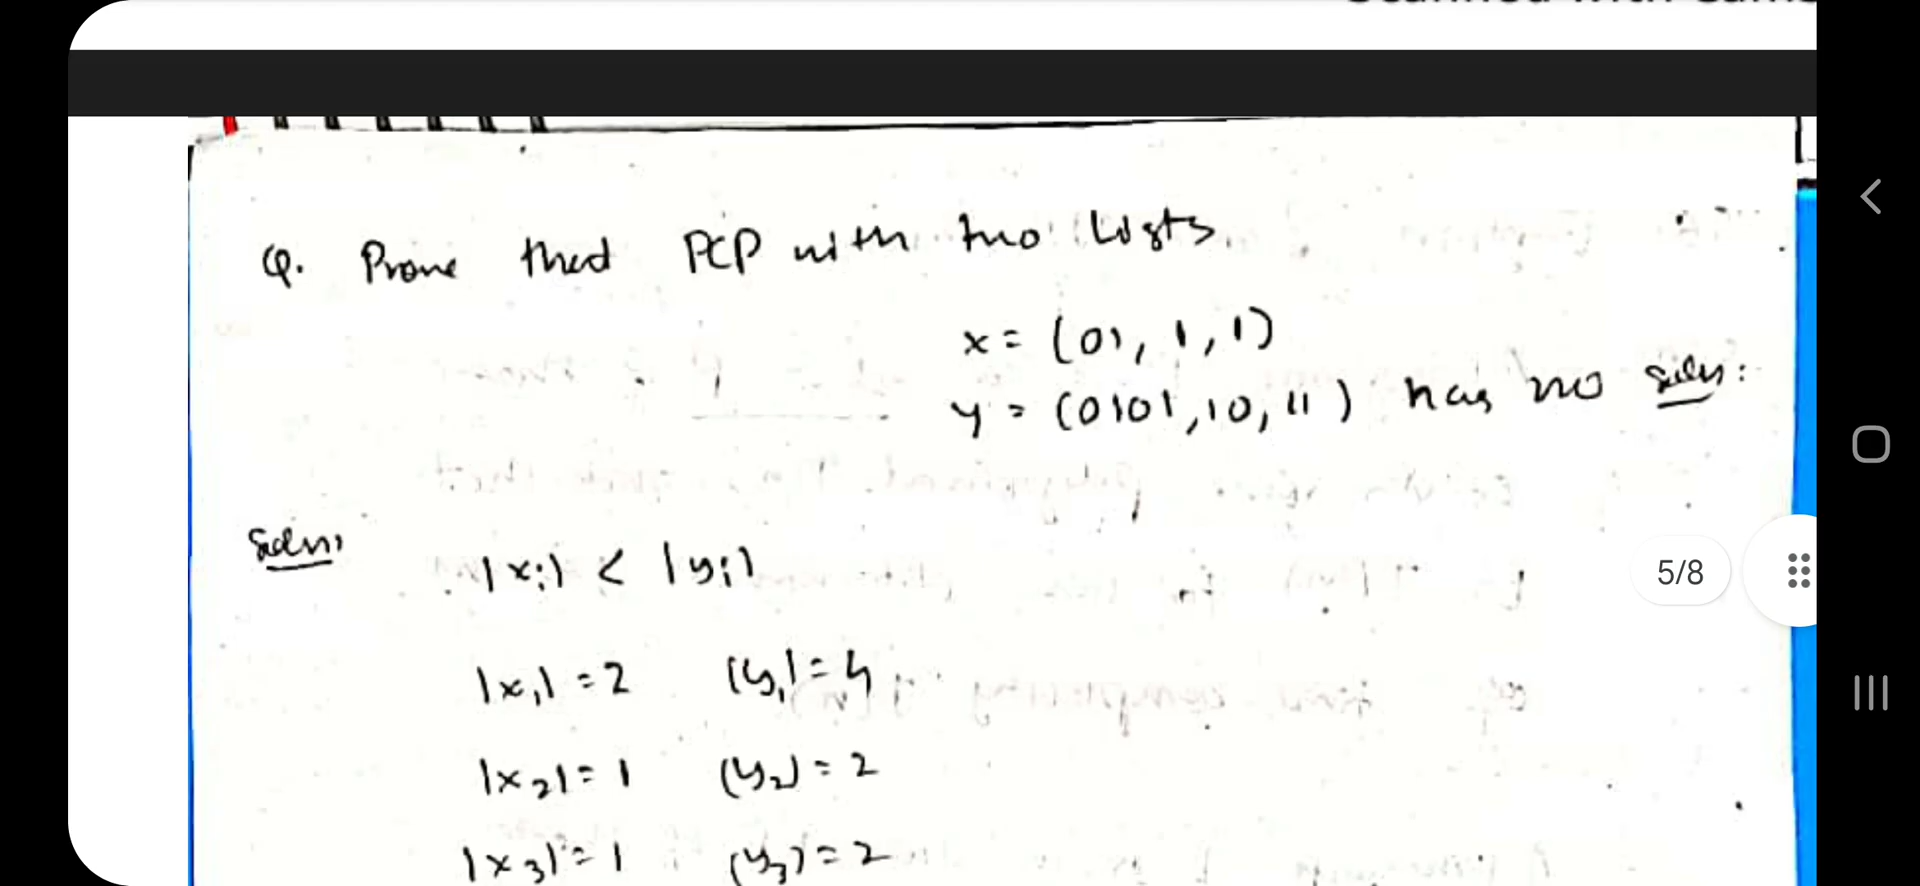 Q. Prove that PCP with two Lists
x = (01, 1, 1)
y = (0101, 10, 11) has no soln:
Soln:
|xi| < |yi|
5/8
|x1| = 2 |y1| = 4
|x2| = 1 |y2| = 2
|x3| = 1 |y3| = 2